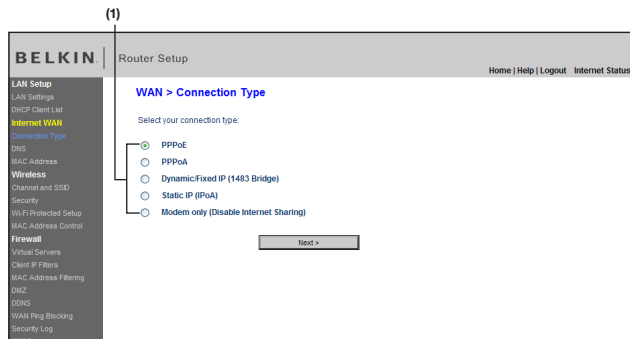 (1)
BELKIN.
Router Setup
Home | Help | Logout Internet Status
LAN Setup
LAN Settings
DHCP Client List
Internet WAN
Connection Type
DNS
MAC Address
Wireless
Channel and SSID
Security
Wi-Fi Protected Setup
MAC Address Control
Firewall
Virtual Servers
Client IP Filters
MAC Address Filtering
DMZ
DDNS
WAN Ping Blocking
Security Log
WAN > Connection Type
Select your connection type:
PPPoE
PPPoA
Dynamic/Fixed IP (1483 Bridge)
Static IP (IPoA)
Modem only (Disable Internet Sharing)
Next >